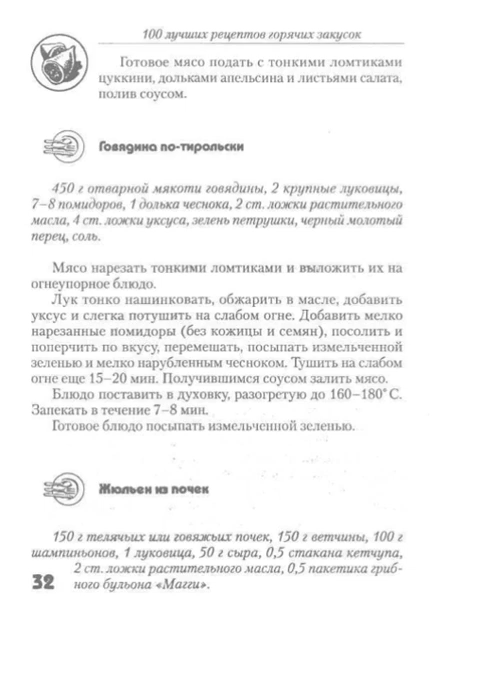 100 лучших рецептов горячих закусок
Готовое мясо подать с тонкими ломтиками
цуккини, дольками апельсина и листьями салата,
полив соусом.
Говядина по-тирольски
450 г отварной мякоти говядины, 2 крупные луковицы,
7–8 помидоров, 1 долька чеснока, 2 ст. ложки растительного
масла, 4 ст. ложки уксуса, зелень петрушки, черный молотый
перец, соль.
Мясо нарезать тонкими ломтиками и выложить их на
огнеупорное блюдо.
Лук тонко нашинковать, обжарить в масле, добавить
уксус и слегка потушить на слабом огне. Добавить мелко
нарезанные помидоры (без кожицы и семян), посолить и
поперчить по вкусу, перемешать, посыпать измельченной
зеленью и мелко нарубленным чесноком. Тушить на слабом
огне еще 15–20 мин. Получившимся соусом залить мясо.
Блюдо поставить в духовку, разогретую до 160–180° С.
Запекать в течение 7–8 мин.
Готовое блюдо посыпать измельченной зеленью.
Жюльен из почек
150 г телячьих или говяжьих почек, 150 г ветчины, 100 г
шампиньонов, 1 луковица, 50 г сыра, 0,5 стакана кетчупа,
2 ст. ложки растительного масла, 0,5 пакетика гриб-
32 ного бульона «Магги».